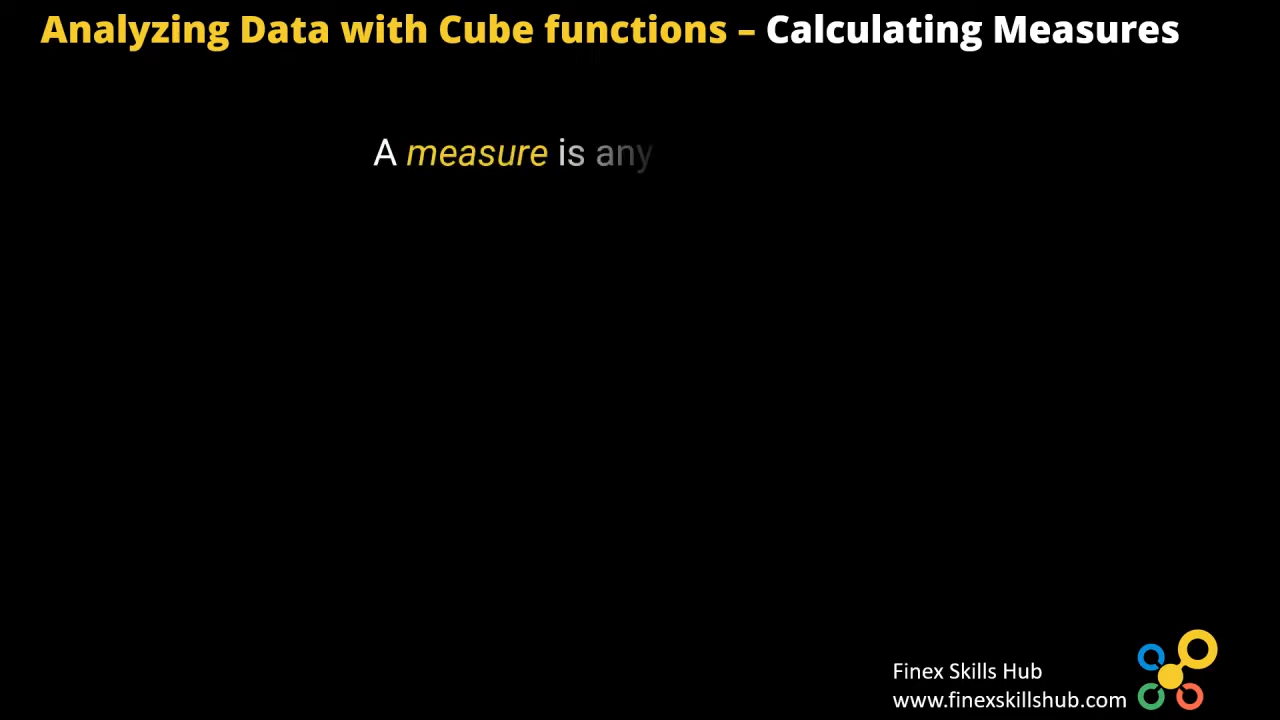 Analyzing Data with Cube functions – Calculating Measures
A measure is any
Finex Skills Hub
www.finexskillshub.com